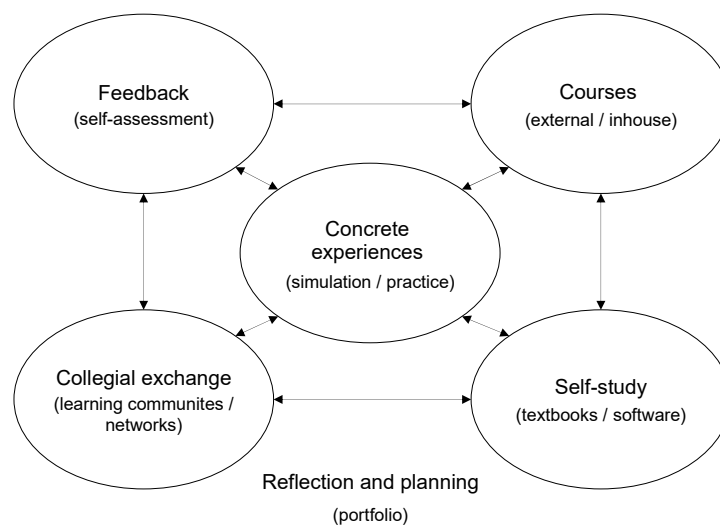 Feedback
(self-assessment)
Courses
(external / inhouse)
Concrete
experiences
(simulation / practice)
Collegial exchange
(learning communites /
networks)
Self-study
(textbooks / software)
Reflection and planning
(portfolio)